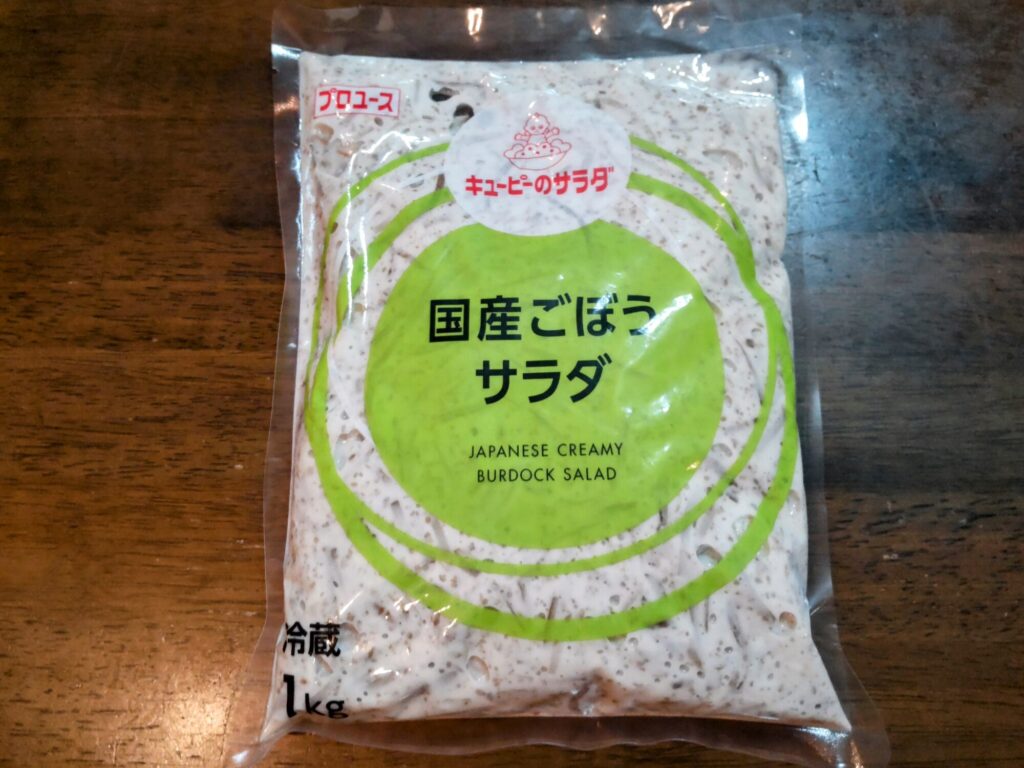 プロユース
キユーピーのサラダ
国産ごぼう
サラダ
JAPANESE CREAMY
BURDOCK SALAD
冷蔵
1kg